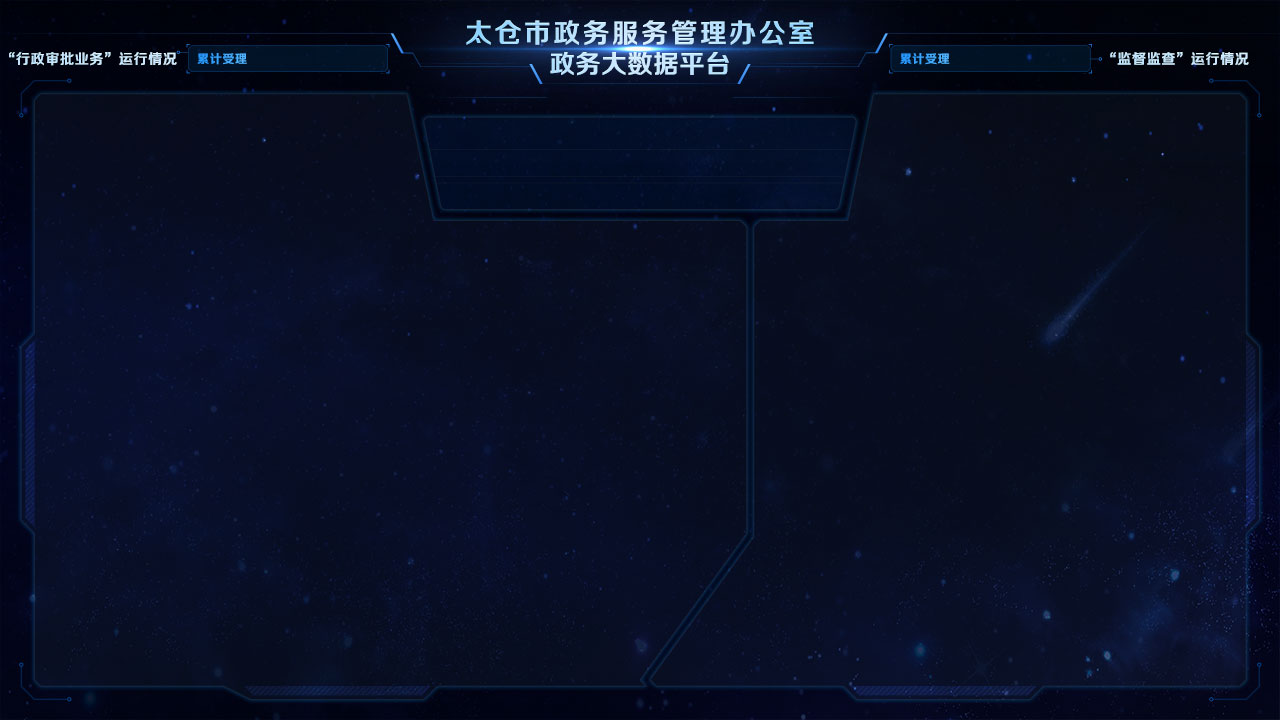 太仓市政务服务管理办公室
政务大数据平台
“行政审批业务”运行情况
累计受理
累计受理
“监督监查”运行情况